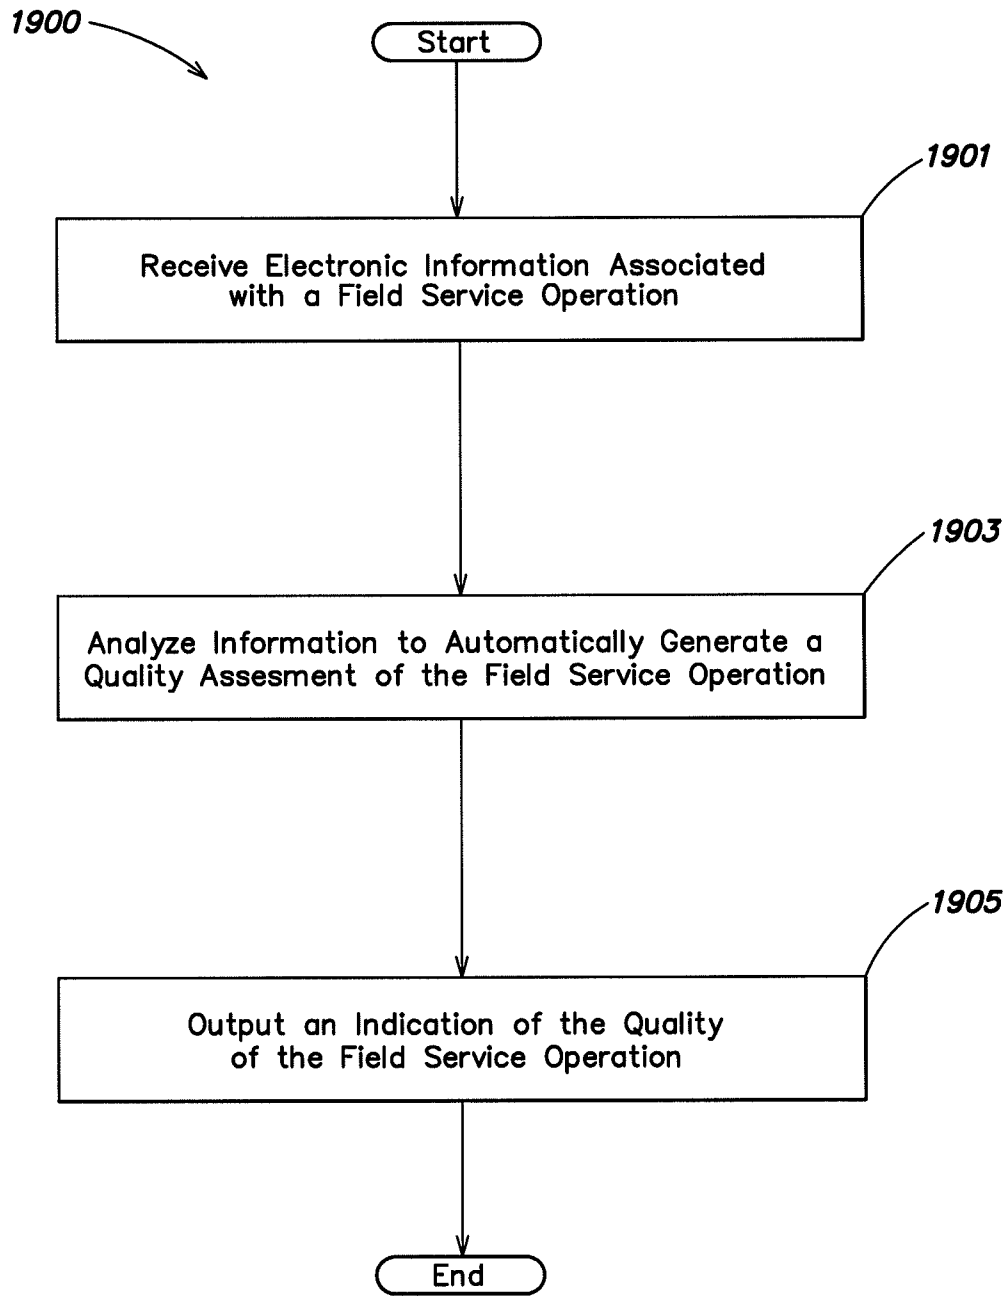 1900
Start
1901
Receive Electronic Information Associated
with a Field Service Operation
1903
Analyze Information to Automatically Generate a
Quality Assesment of the Field Service Operation
1905
Output an Indication of the Quality
of the Field Service Operation
End